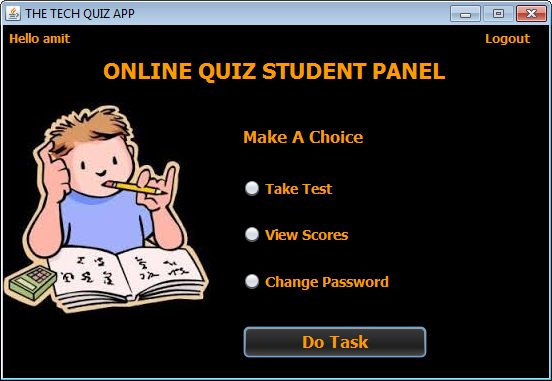 THE TECH QUIZ APP
Hello amit
Logout
ONLINE QUIZ STUDENT PANEL
Make A Choice
Take Test
View Scores
Change Password
Do Task